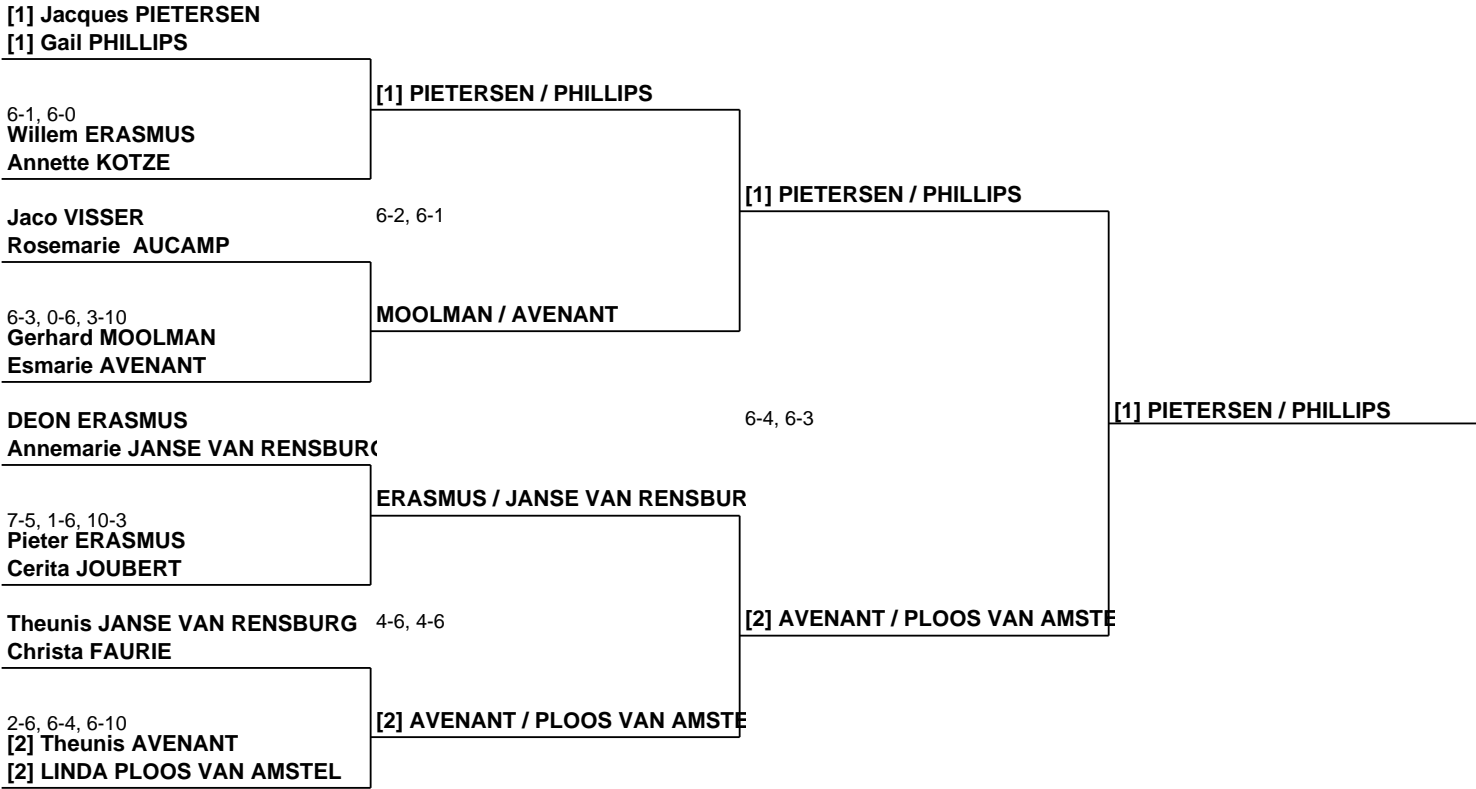 [1] Jacques PIETERSEN
[1] Gail PHILLIPS
6-1, 6-0
Willem ERASMUS
Annette KOTZE
Jaco VISSER
Rosemarie AUCAMP
6-3, 0-6, 3-10
Gerhard MOOLMAN
Esmarie AVENANT
DEON ERASMUS
Annemarie JANSE VAN RENSBURG
7-5, 1-6, 10-3
Pieter ERASMUS
Cerita JOUBERT
Theunis JANSE VAN RENSBURG
Christa FAURIE
2-6, 6-4, 6-10
[2] Theunis AVENANT
[2] LINDA PLOOS VAN AMSTEL
[1] PIETERSEN / PHILLIPS
6-2, 6-1
MOOLMAN / AVENANT
ERASMUS / JANSE VAN RENSBUR
4-6, 4-6
[2] AVENANT / PLOOS VAN AMSTE
[1] PIETERSEN / PHILLIPS
6-4, 6-3
[2] AVENANT / PLOOS VAN AMSTE
[1] PIETERSEN / PHILLIPS